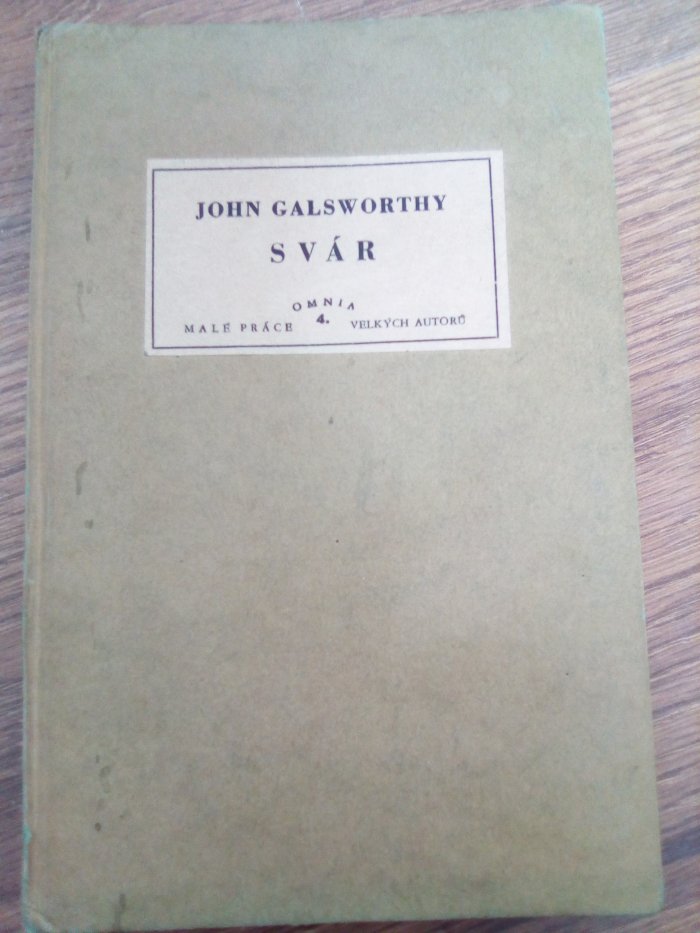 JOHN GALSWORTHY
SVÁR
OMNIA
MALÉ PRÁCE 4. VELKÝCH AUTORŮ